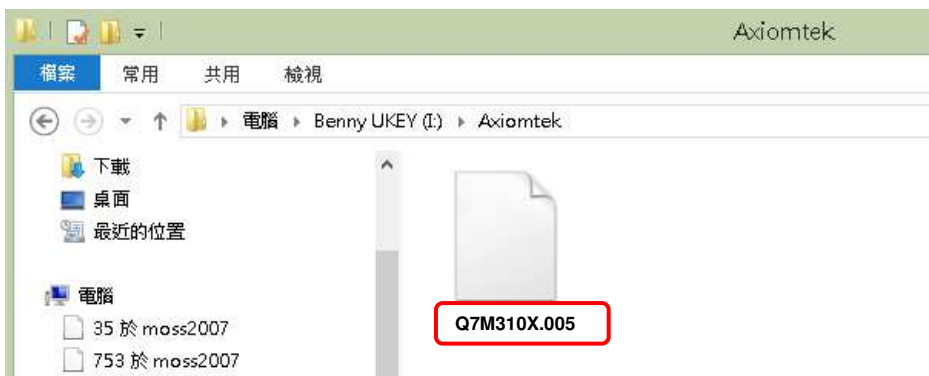 Axiomtek
檔案 常用 共用 檢視
電腦 Benny UKEY (I:) Axiomtek
下載
桌面
最近的位置
電腦
35 於 moss2007
753 於 moss2007
Q7M310X.005